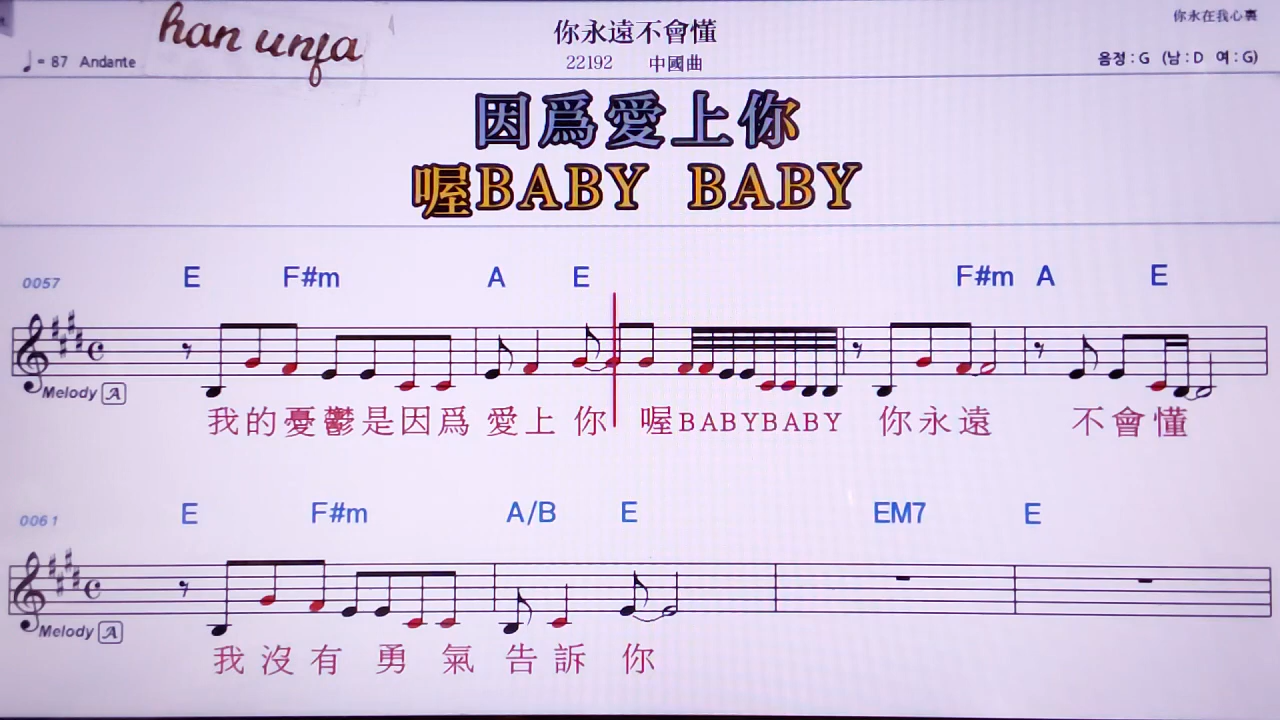 han unja
你永遠不會懂
你永在我心裏
♩= 87 Andante
22192 中國曲
음정 : G (남 : D 여 : G)
因爲愛上你
喔BABY BABY
0057 E F#m A E F#m A E
Melody A
我的憂鬱是因爲 愛上你 喔BABYBABY 你永遠 不會懂
0061 E F#m A/B E EM7 E
Melody A
我沒有勇氣告訴你